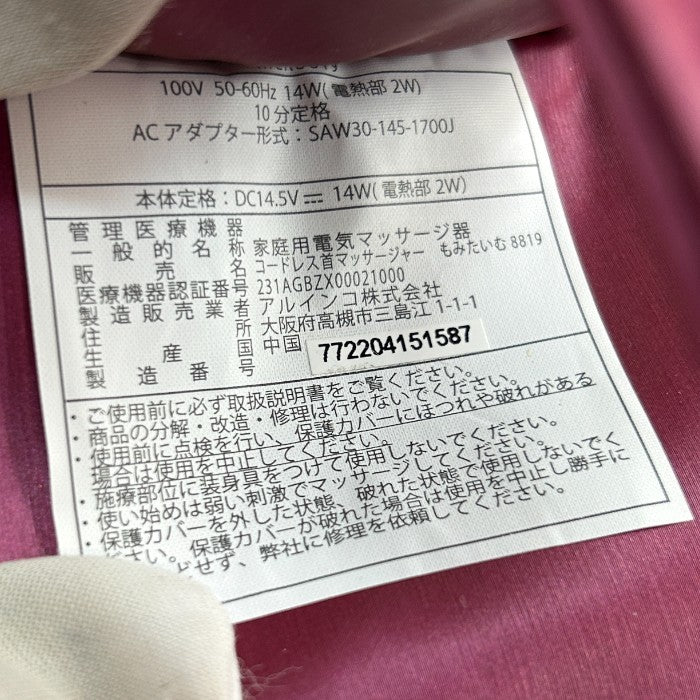 100V 50-60Hz 14W(電熱部 2W)
10分定格
ACアダプター形式：SAW30-145-1700J
本体定格：DC14.5V⎓ 14W(電熱部 2W)
管理医療機器
一般的名称 家庭用電気マッサージ器
販売名 コードレス首マッサージャー もみたいむ 8819
医療機器認証番号 231AGBZX00021000
製造販売業者 アルインコ株式会社
住所 大阪府高槻市三島江 1-1-1
生産国 中国
製造番号 772204151587
・ご使用前に必ず取扱説明書をご覧ください。
・商品の分解・改造・修理は行わないでください。
・使用前に点検を行い、保護カバーにほつれや破れがある
場合は使用を中止してください。
・施療部位に装身具をつけて使用しないでください。
・使い始めは弱い刺激でマッサージしてください。
・保護カバーを外した状態、破れた状態で使用しないでく
ださい。保護カバーが破れた場合は使用を中止し勝手に
せず、弊社に修理を依頼してください。